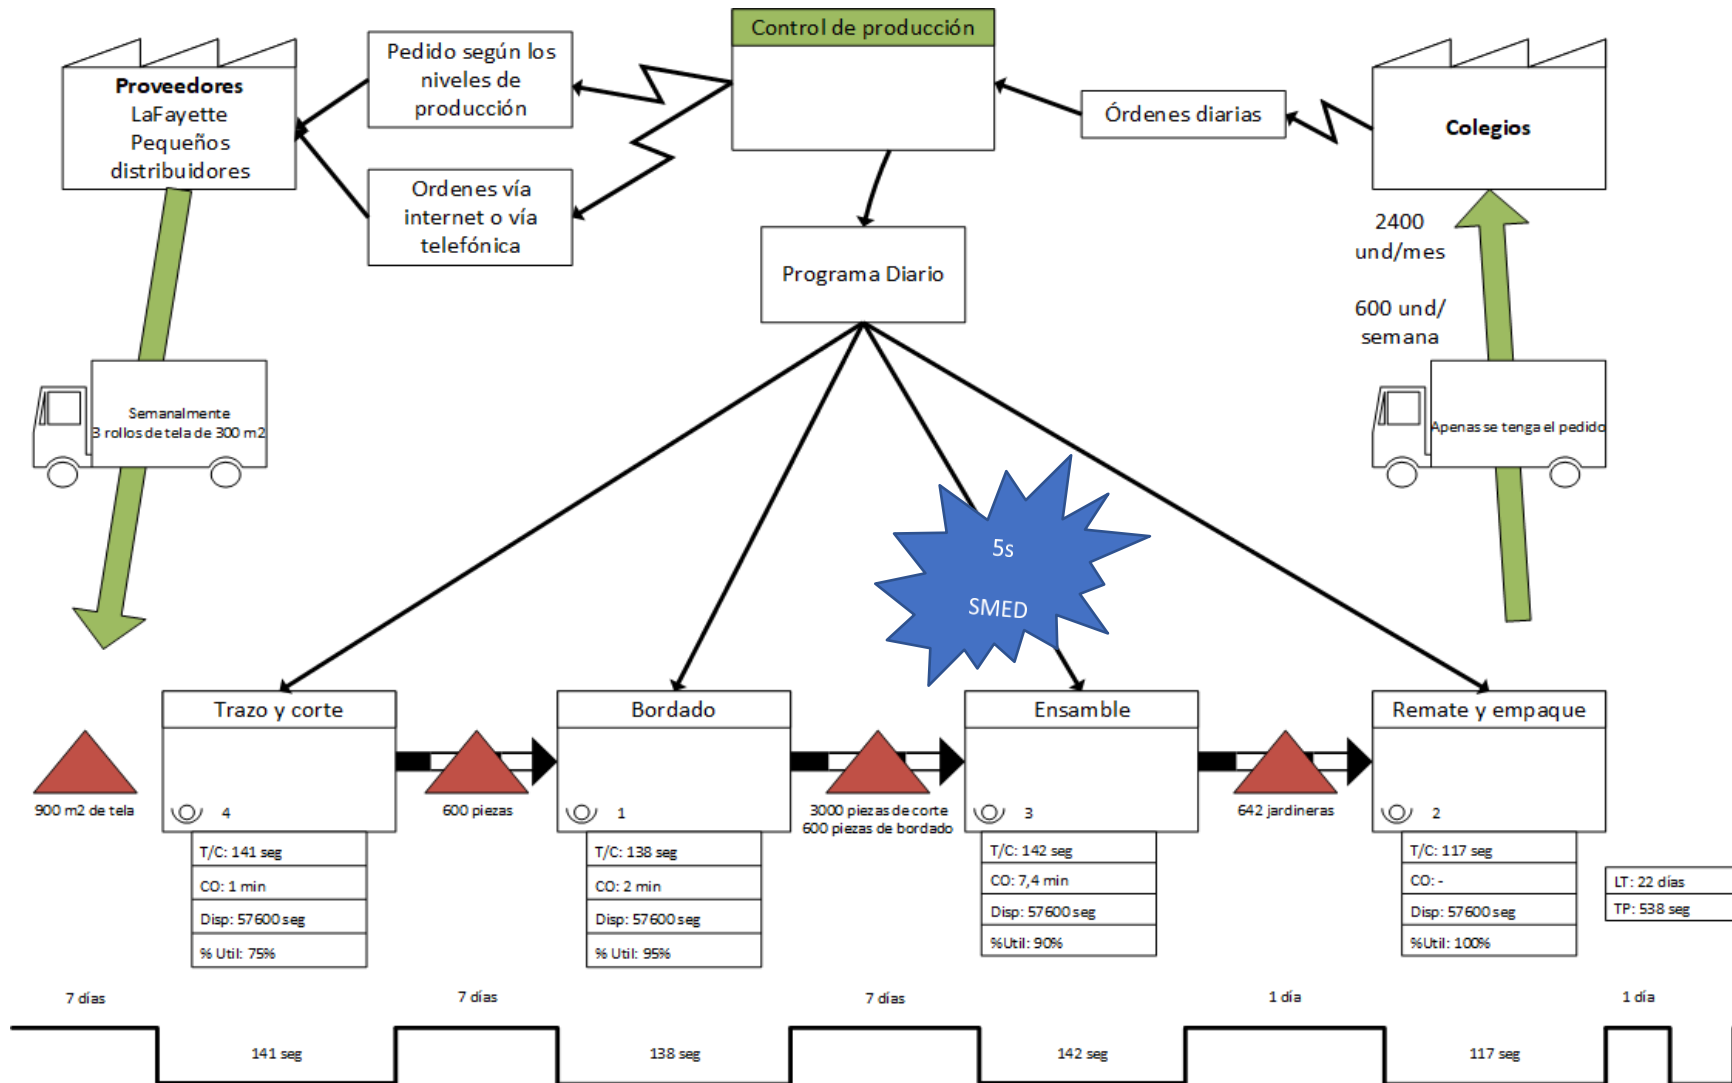 Control de producción
Proveedores
LaFayette
Pequeños
distribuidores
Pedido según los
niveles de
producción
Ordenes vía
internet o vía
telefónica
Órdenes diarias
Colegios
Programa Diario
2400
und/mes
600 und/
semana
Semanalmente
3 rollos de tela de 300 m2
Apenas se tenga el pedido
5s
SMED
Trazo y corte
Bordado
Ensamble
Remate y empaque
900 m2 de tela
4
600 piezas
1
3000 piezas de corte
600 piezas de bordado
3
642 jardineras
2
T/C: 141 seg
CO: 1 min
Disp: 57600 seg
% Util: 75%
T/C: 138 seg
CO: 2 min
Disp: 57600 seg
% Util: 95%
T/C: 142 seg
CO: 7,4 min
Disp: 57600 seg
%Util: 90%
T/C: 117 seg
CO: -
Disp: 57600 seg
%Util: 100%
LT: 22 días
TP: 538 seg
7 días
7 días
7 días
1 día
1 día
141 seg
138 seg
142 seg
117 seg